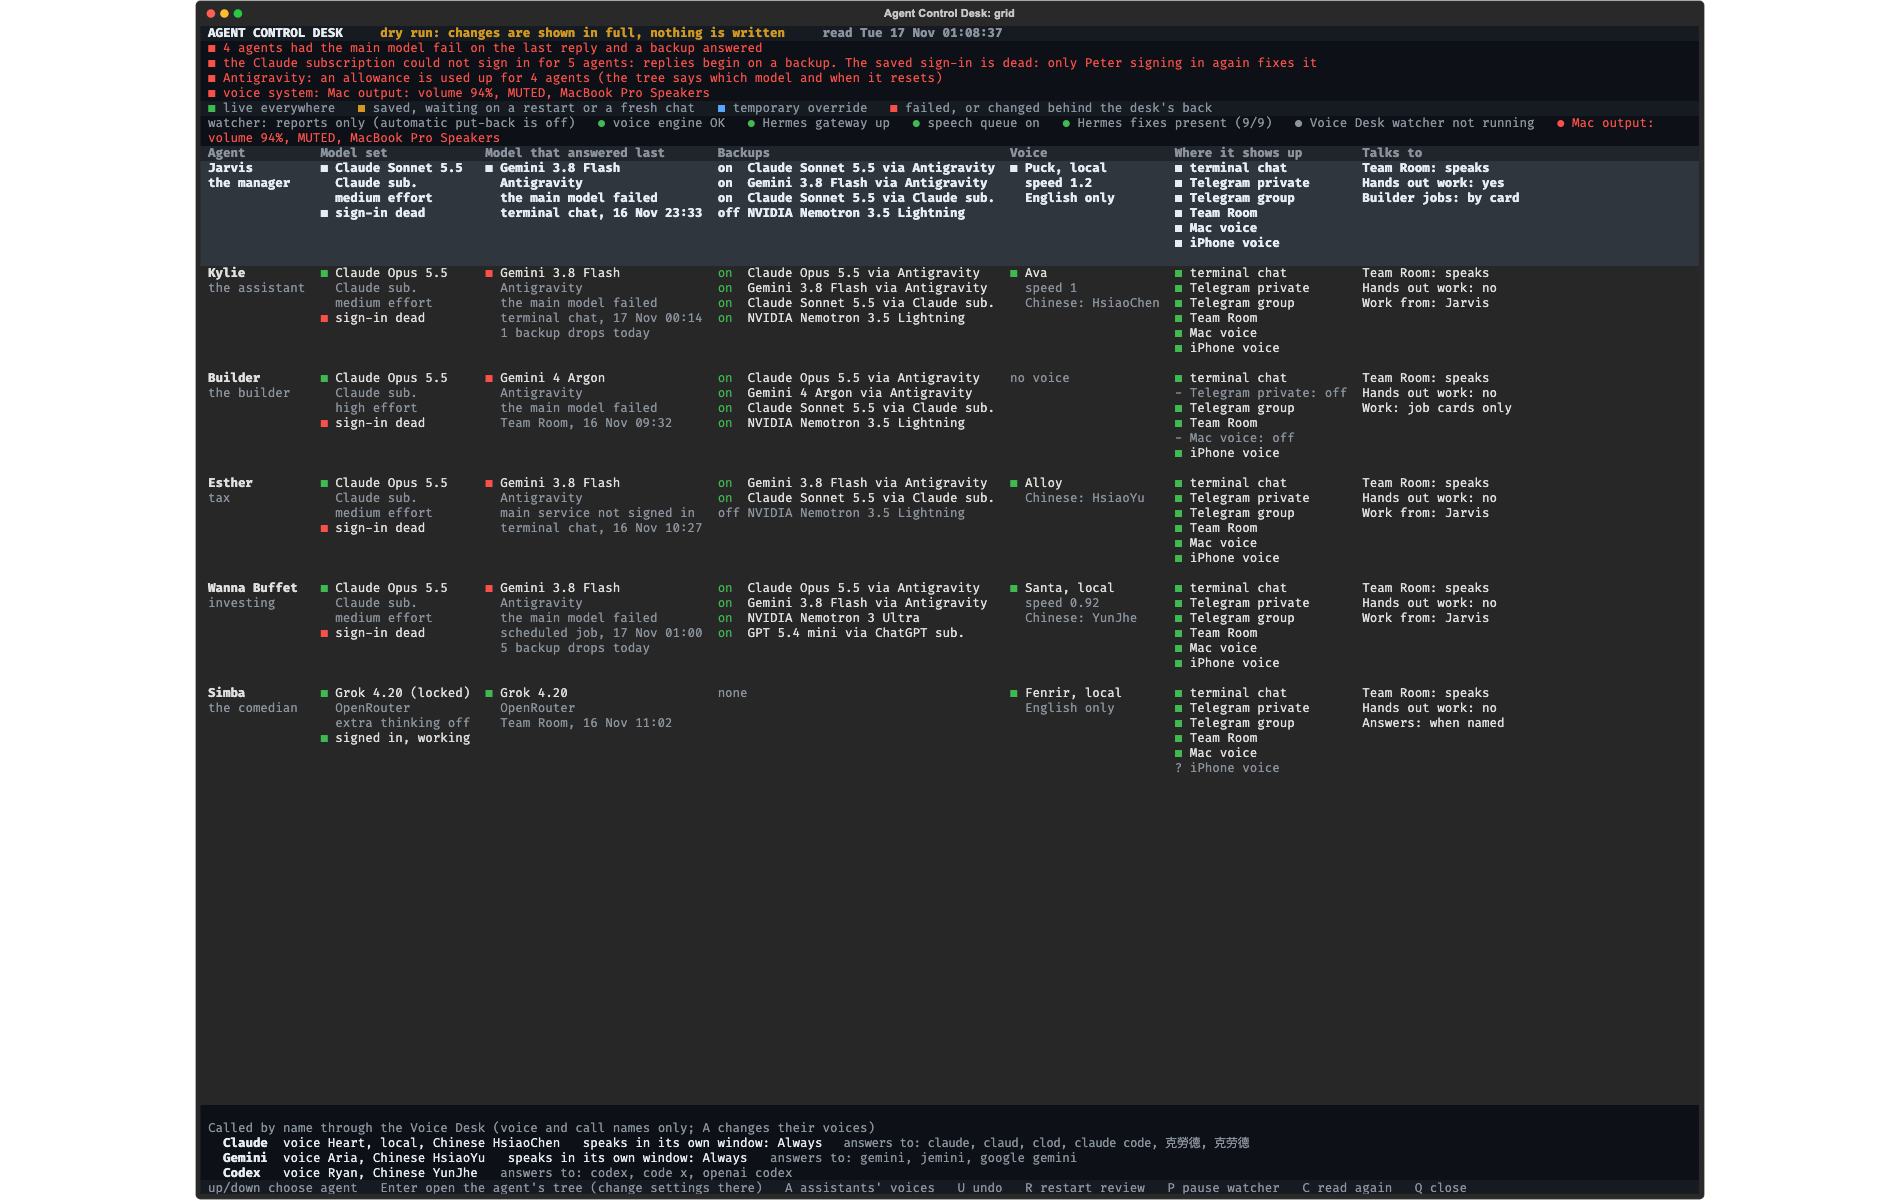 Agent Control Desk: grid
AGENT CONTROL DESK dry run: changes are shown in full, nothing is written read Tue 17 Nov 01:08:37
4 agents had the main model fail on the last reply and a backup answered
the Claude subscription could not sign in for 5 agents: replies begin on a backup. The saved sign-in is dead: only Peter signing in again fixes it
Antigravity: an allowance is used up for 4 agents (the tree says which model and when it resets)
voice system: Mac output: volume 94%, MUTED, MacBook Pro Speakers
live everywhere saved, waiting on a restart or a fresh chat temporary override failed, or changed behind the desk's back
watcher: reports only (automatic put-back is off) voice engine OK Hermes gateway up speech queue on Hermes fixes present (9/9) Voice Desk watcher not running Mac output:
volume 94%, MUTED, MacBook Pro Speakers
Agent Model set Model that answered last Backups Voice Where it shows up Talks to
Jarvis Claude Sonnet 5.5 Gemini 3.8 Flash on Claude Sonnet 5.5 via Antigravity Puck, local terminal chat Team Room: speaks
the manager Claude sub. Antigravity on Gemini 3.8 Flash via Antigravity speed 1.2 Telegram private Hands out work: yes
medium effort the main model failed on Claude Sonnet 5.5 via Claude sub. English only Telegram group Builder jobs: by card
sign-in dead terminal chat, 16 Nov 23:33 off NVIDIA Nemotron 3.5 Lightning Team Room
Mac voice
iPhone voice
Kylie Claude Opus 5.5 Gemini 3.8 Flash on Claude Opus 5.5 via Antigravity Ava terminal chat Team Room: speaks
the assistant Claude sub. Antigravity on Gemini 3.8 Flash via Antigravity speed 1 Telegram private Hands out work: no
medium effort the main model failed on Claude Sonnet 5.5 via Claude sub. Chinese: HsiaoChen Telegram group Work from: Jarvis
sign-in dead terminal chat, 17 Nov 00:14 on NVIDIA Nemotron 3.5 Lightning Team Room
1 backup drops today Mac voice
iPhone voice
Builder Claude Opus 5.5 Gemini 4 Argon on Claude Opus 5.5 via Antigravity no voice terminal chat Team Room: speaks
the builder Claude sub. Antigravity on Gemini 4 Argon via Antigravity - Telegram private: off Hands out work: no
high effort the main model failed on Claude Sonnet 5.5 via Claude sub. Telegram group Work: job cards only
sign-in dead Team Room, 16 Nov 09:32 on NVIDIA Nemotron 3.5 Lightning Team Room
- Mac voice: off
iPhone voice
Esther Claude Opus 5.5 Gemini 3.8 Flash on Gemini 3.8 Flash via Antigravity Alloy terminal chat Team Room: speaks
tax Claude sub. Antigravity on Claude Sonnet 5.5 via Claude sub. Chinese: HsiaoYu Telegram private Hands out work: no
medium effort main service not signed in off NVIDIA Nemotron 3.5 Lightning Telegram group Work from: Jarvis
sign-in dead terminal chat, 16 Nov 10:27 Team Room
Mac voice
iPhone voice
Wanna Buffet Claude Opus 5.5 Gemini 3.8 Flash on Claude Opus 5.5 via Antigravity Santa, local terminal chat Team Room: speaks
investing Claude sub. Antigravity on Gemini 3.8 Flash via Antigravity speed 0.92 Telegram private Hands out work: no
medium effort the main model failed on NVIDIA Nemotron 3 Ultra Chinese: YunJhe Telegram group Work from: Jarvis
sign-in dead scheduled job, 17 Nov 01:00 on GPT 5.4 mini via ChatGPT sub. Team Room
5 backup drops today Mac voice
iPhone voice
Simba Grok 4.20 (locked) Grok 4.20 none Fenrir, local terminal chat Team Room: speaks
the comedian OpenRouter OpenRouter English only Telegram private Hands out work: no
extra thinking off Team Room, 16 Nov 11:02 Telegram group Answers: when named
signed in, working Team Room
Mac voice
? iPhone voice
Called by name through the Voice Desk (voice and call names only; A changes their voices)
Claude voice Heart, local, Chinese HsiaoChen speaks in its own window: Always answers to: claude, claud, clod, claude code, 克勞德, 克劳德
Gemini voice Aria, Chinese HsiaoYu speaks in its own window: Always answers to: gemini, jemini, google gemini
Codex voice Ryan, Chinese YunJhe answers to: codex, code x, openai codex
up/down choose agent Enter open the agent's tree (change settings there) A assistants' voices U undo R restart review P pause watcher C read again Q close